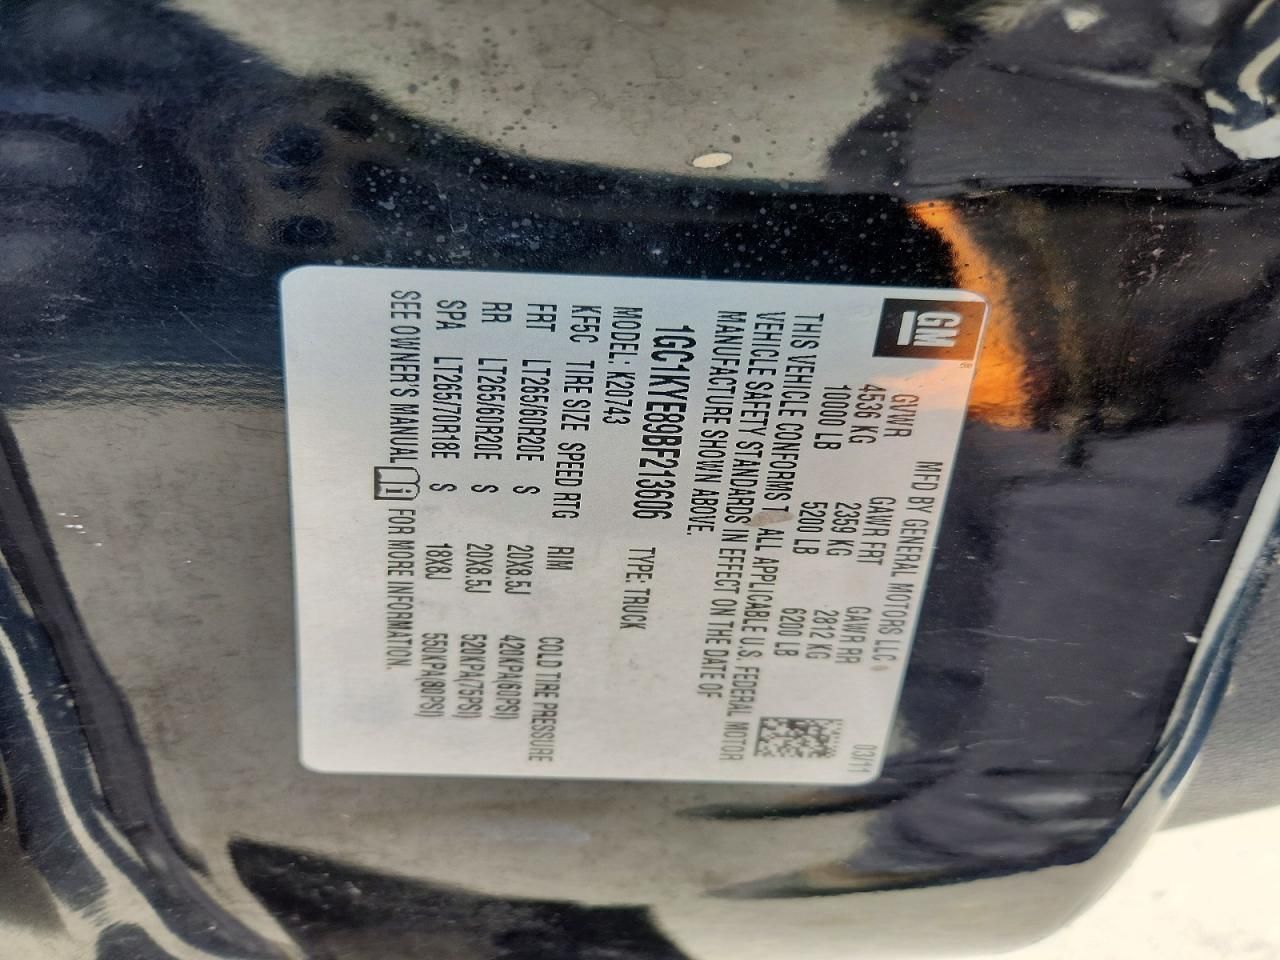 GM
MFD BY GENERAL MOTORS LLC 03/11
GVWR GAWR FRT GAWR RR
4536 KG 2359 KG 2812 KG
10000 LB 5200 LB 6200 LB
THIS VEHICLE CONFORMS T ALL APPLICABLE U.S. FEDERAL MOTOR
VEHICLE SAFETY STANDARDS IN EFFECT ON THE DATE OF
MANUFACTURE SHOWN ABOVE.
1GC1KYE89BF213606 TYPE: TRUCK
MODEL: K20743
KF5C TIRE SIZE SPEED RTG RIM COLD TIRE PRESSURE
FRT LT265/60R20E S 20X8.5J 420KPA(60PSI)
RR LT265/60R20E S 20X8.5J 520KPA(75PSI)
SPA LT265/70R18E S 18X8J 550KPA(80PSI)
SEE OWNER'S MANUAL FOR MORE INFORMATON.